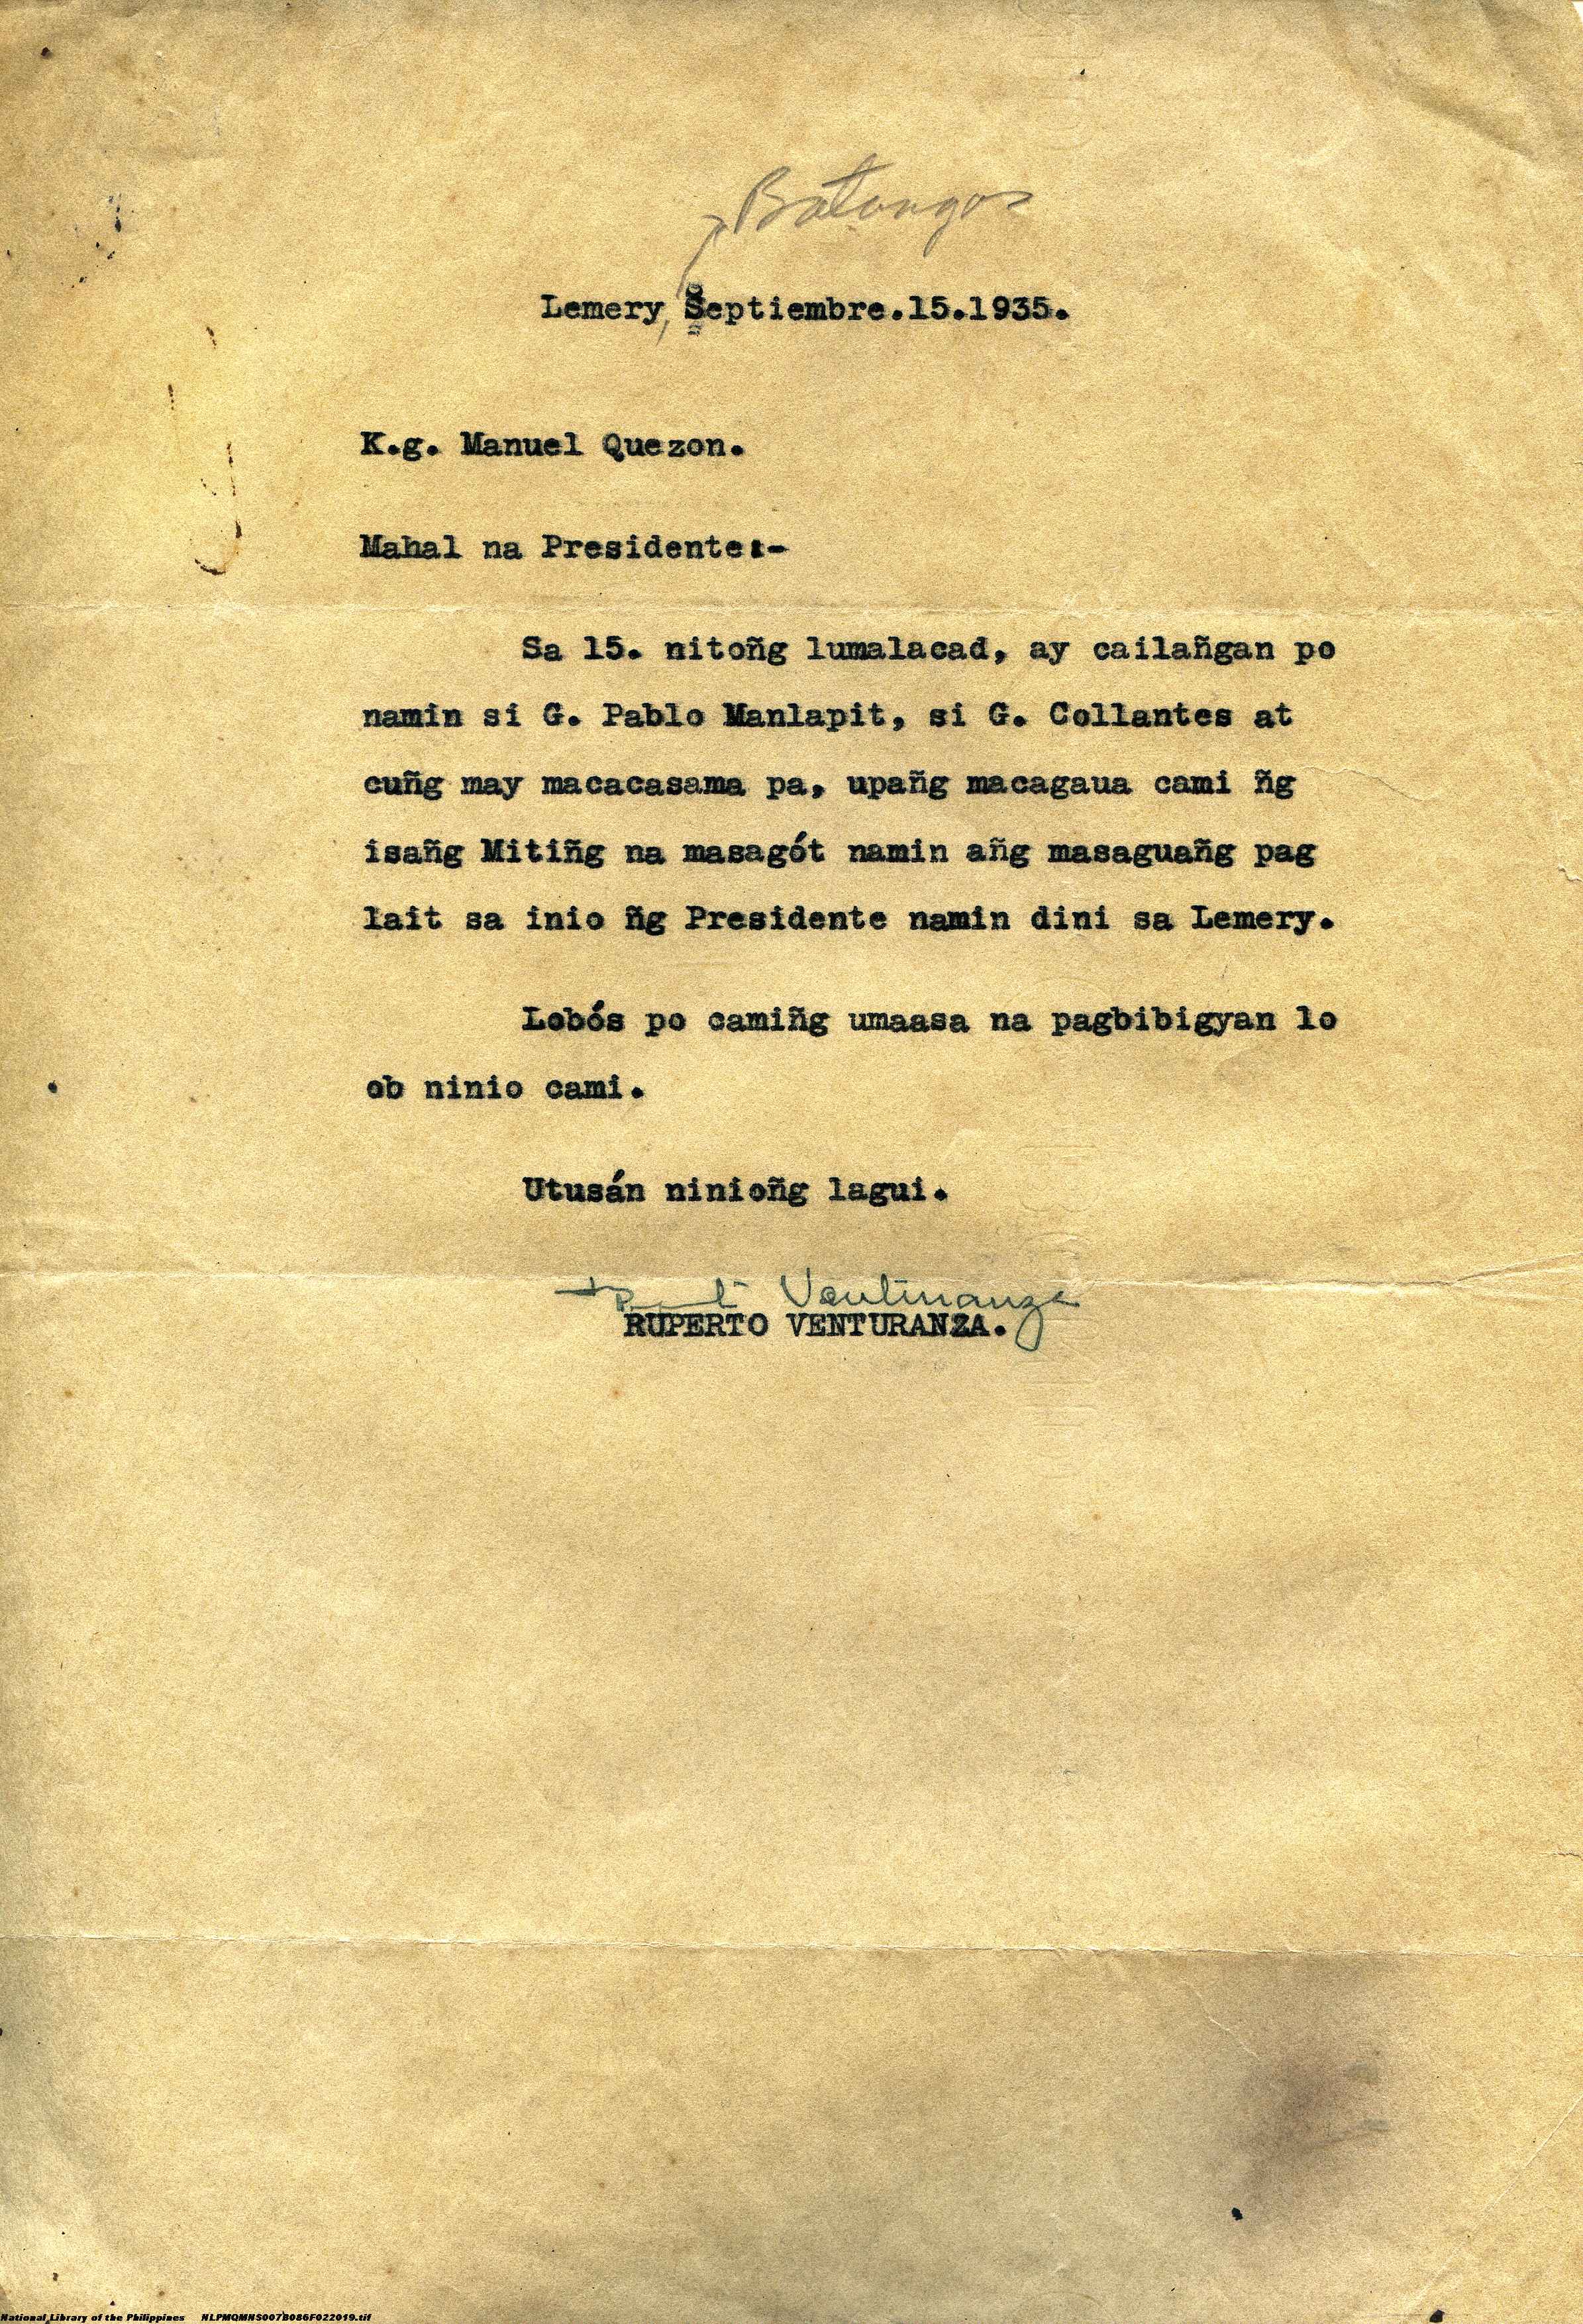 Batangas
Lemery, Septiembre.15.1935.
K.g. Manuel Quezon.
Mahal na Presidente:-
Sa 15. nitoñg lumalacad, ay cailañgan po
namin si G. Pablo Manlapit, si G. Collantes at
cuñg may macacasama pa, upañg macagaua cami ñg
isañg Mitiñg na masagót namin añg masaguañg pag
lait sa inio ñg Presidente namin dini sa Lemery.
Lobós po camiñg umaasa na pagbibigyan lo
ob ninio cami.
Utusán ninioñg lagui.
Venturanza
RUPERTO VENTURANZA.
National Library of the Philippines NLPMQMNS007B086F022019.tif